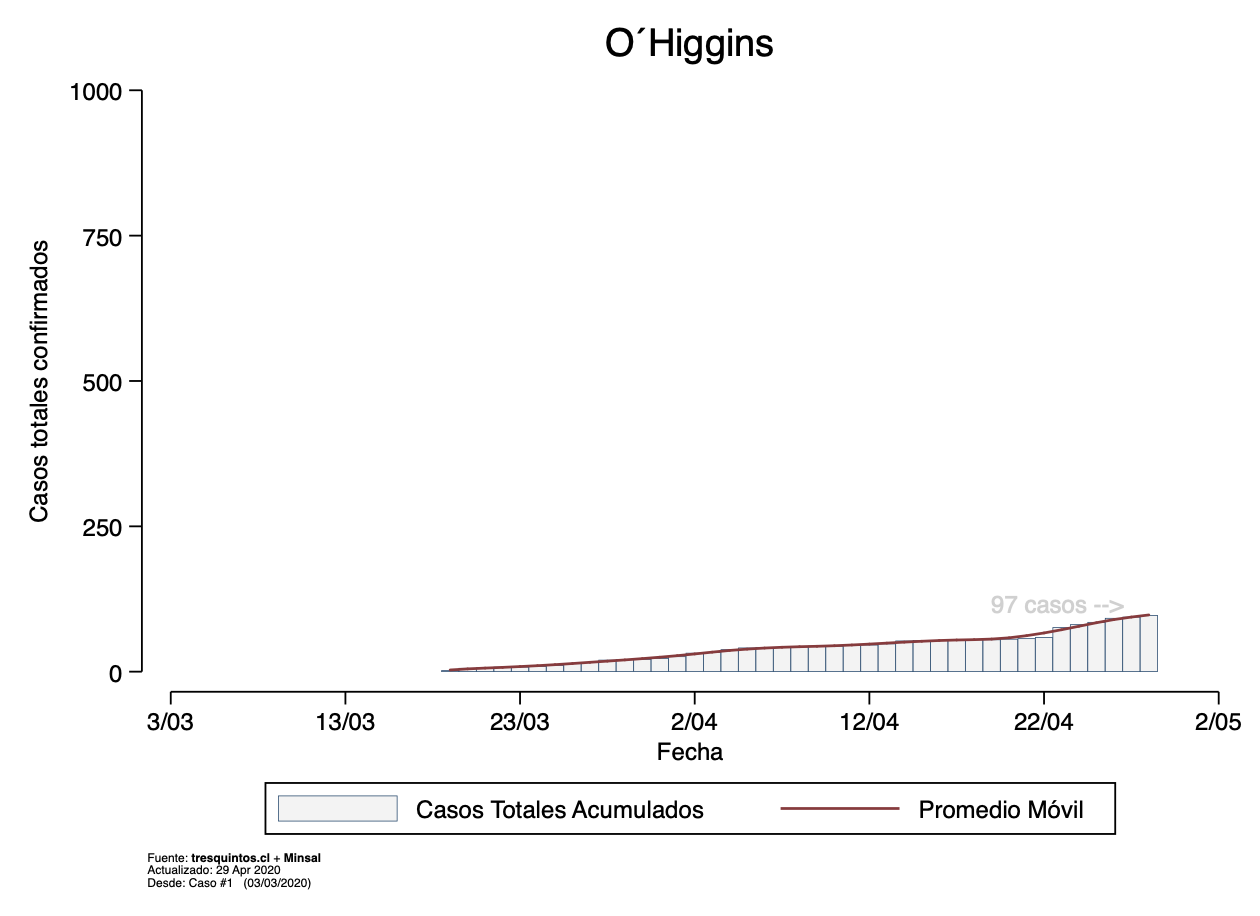 O´Higgins
Casos totales confirmados
1000
750
500
250
0
97 casos -->
3/03 13/03 23/03 2/04 12/04 22/04 2/05
Fecha
Casos Totales Acumulados Promedio Móvil
Fuente: tresquintos.cl + Minsal
Actualizado: 29 Apr 2020
Desde: Caso #1 (03/03/2020)